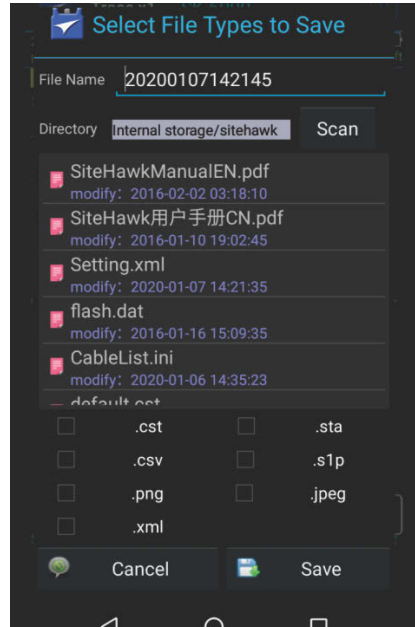 Select File Types to Save
File Name 20200107142145
Directory Internal storage/sitehawk Scan
SiteHawkManualEN.pdf
modify: 2016-02-02 03:18:10
SiteHawk用户手册CN.pdf
modify: 2016-01-10 19:02:45
Setting.xml
modify: 2020-01-07 14:21:35
flash.dat
modify: 2016-01-16 15:09:35
CableList.ini
modify: 2020-01-06 14:35:23
default.cst
.cst .sta
.csv .s1p
.png .jpeg
.xml
Cancel Save